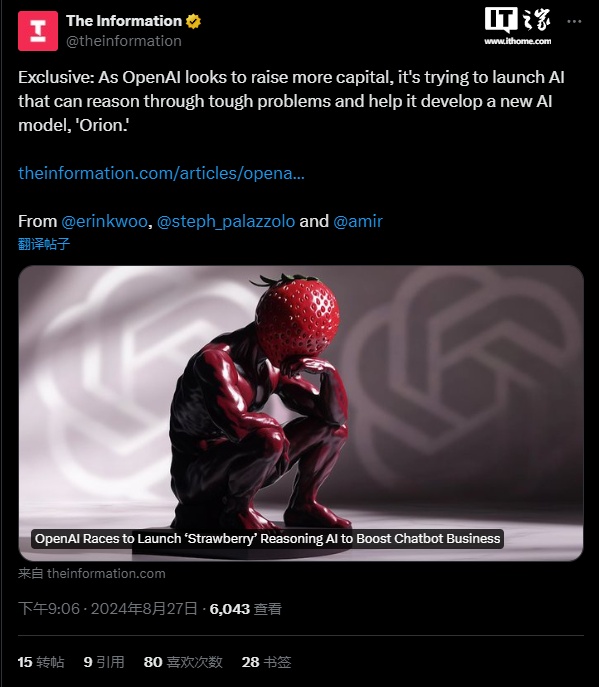 The Information
@theinformation
IT之家
www.ithome.com
Exclusive: As OpenAI looks to raise more capital, it's trying to launch AI
that can reason through tough problems and help it develop a new AI
model, 'Orion.'
theinformation.com/articles/opena...
From @erinkwoo, @steph_palazzolo and @amir
翻译帖子
OpenAI Races to Launch ‘Strawberry’ Reasoning AI to Boost Chatbot Business
来自 theinformation.com
下午9:06 · 2024年8月27日 · 6,043 查看
15 转帖 9 引用 80 喜欢次数 28 书签